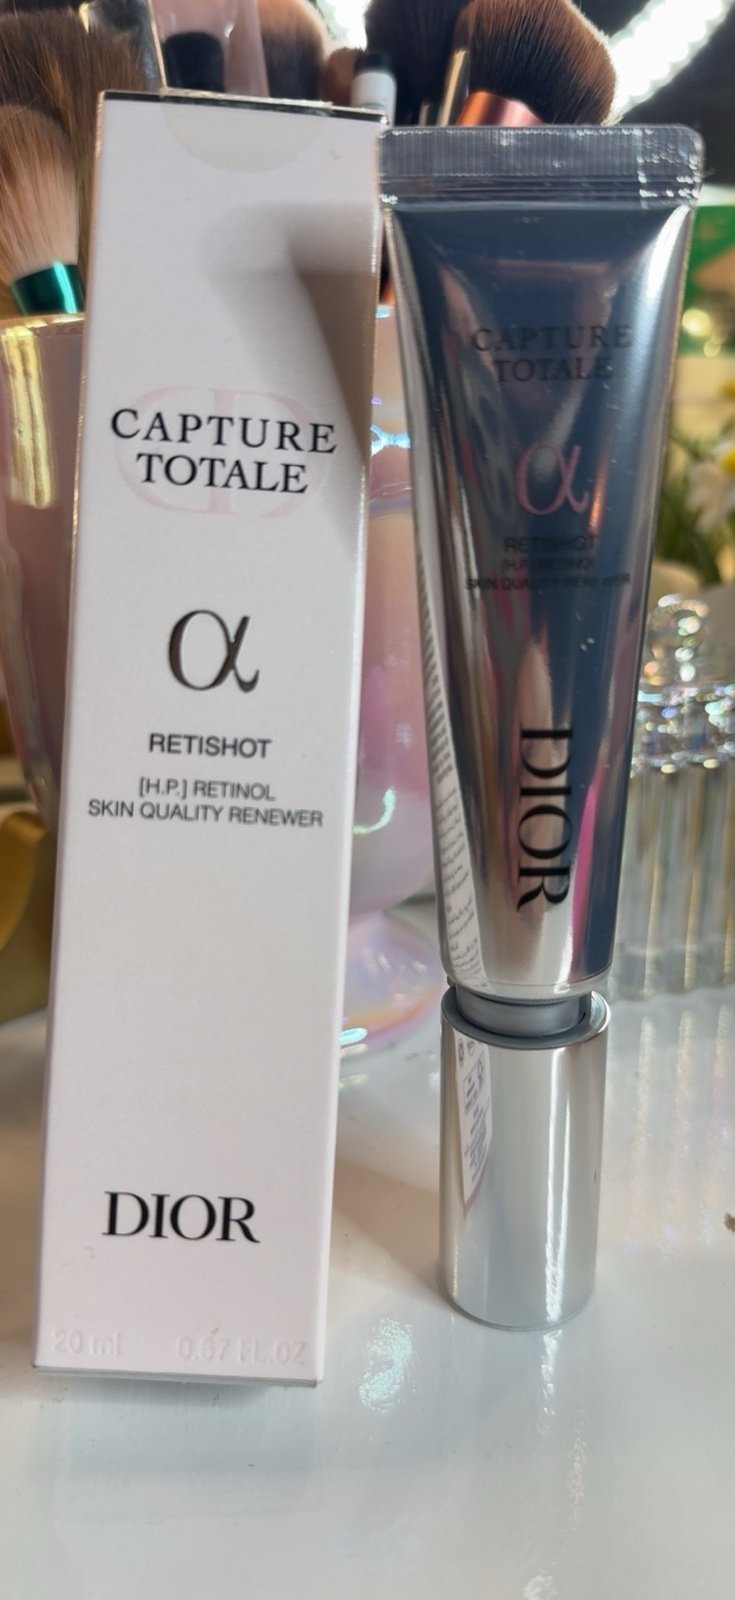 CAPTURE
TOTALE
α
RETISHOT
[H.P.] RETINOL
SKIN QUALITY RENEWER
DIOR
20 ml 0.67 FL.OZ
CAPTURE
TOTALE
α
RETISHOT
[H.P.] RETINOL
SKIN QUALITY RENEWER
DIOR